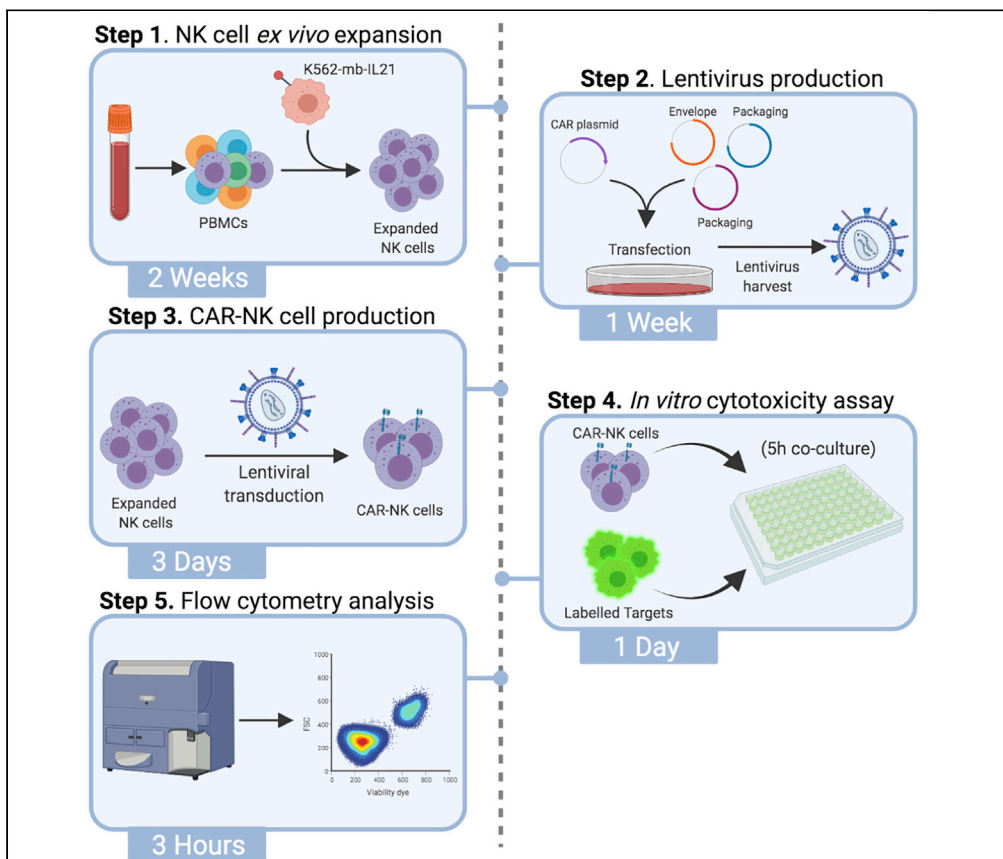 Step 1. NK cell ex vivo expansion
K562-mb-IL21
PBMCs
Expanded
NK cells
2 Weeks
Step 2. Lentivirus production
CAR plasmid
Envelope
Packaging
Packaging
Transfection
Lentivirus
harvest
1 Week
Step 3. CAR-NK cell production
Expanded
NK cells
Lentiviral
transduction
CAR-NK cells
3 Days
Step 4. In vitro cytotoxicity assay
CAR-NK cells
(5h co-culture)
Labelled Targets
1 Day
Step 5. Flow cytometry analysis
FSC
1000
800
600
400
200
0
0 200 400 600 800 1000
Viability dye
3 Hours